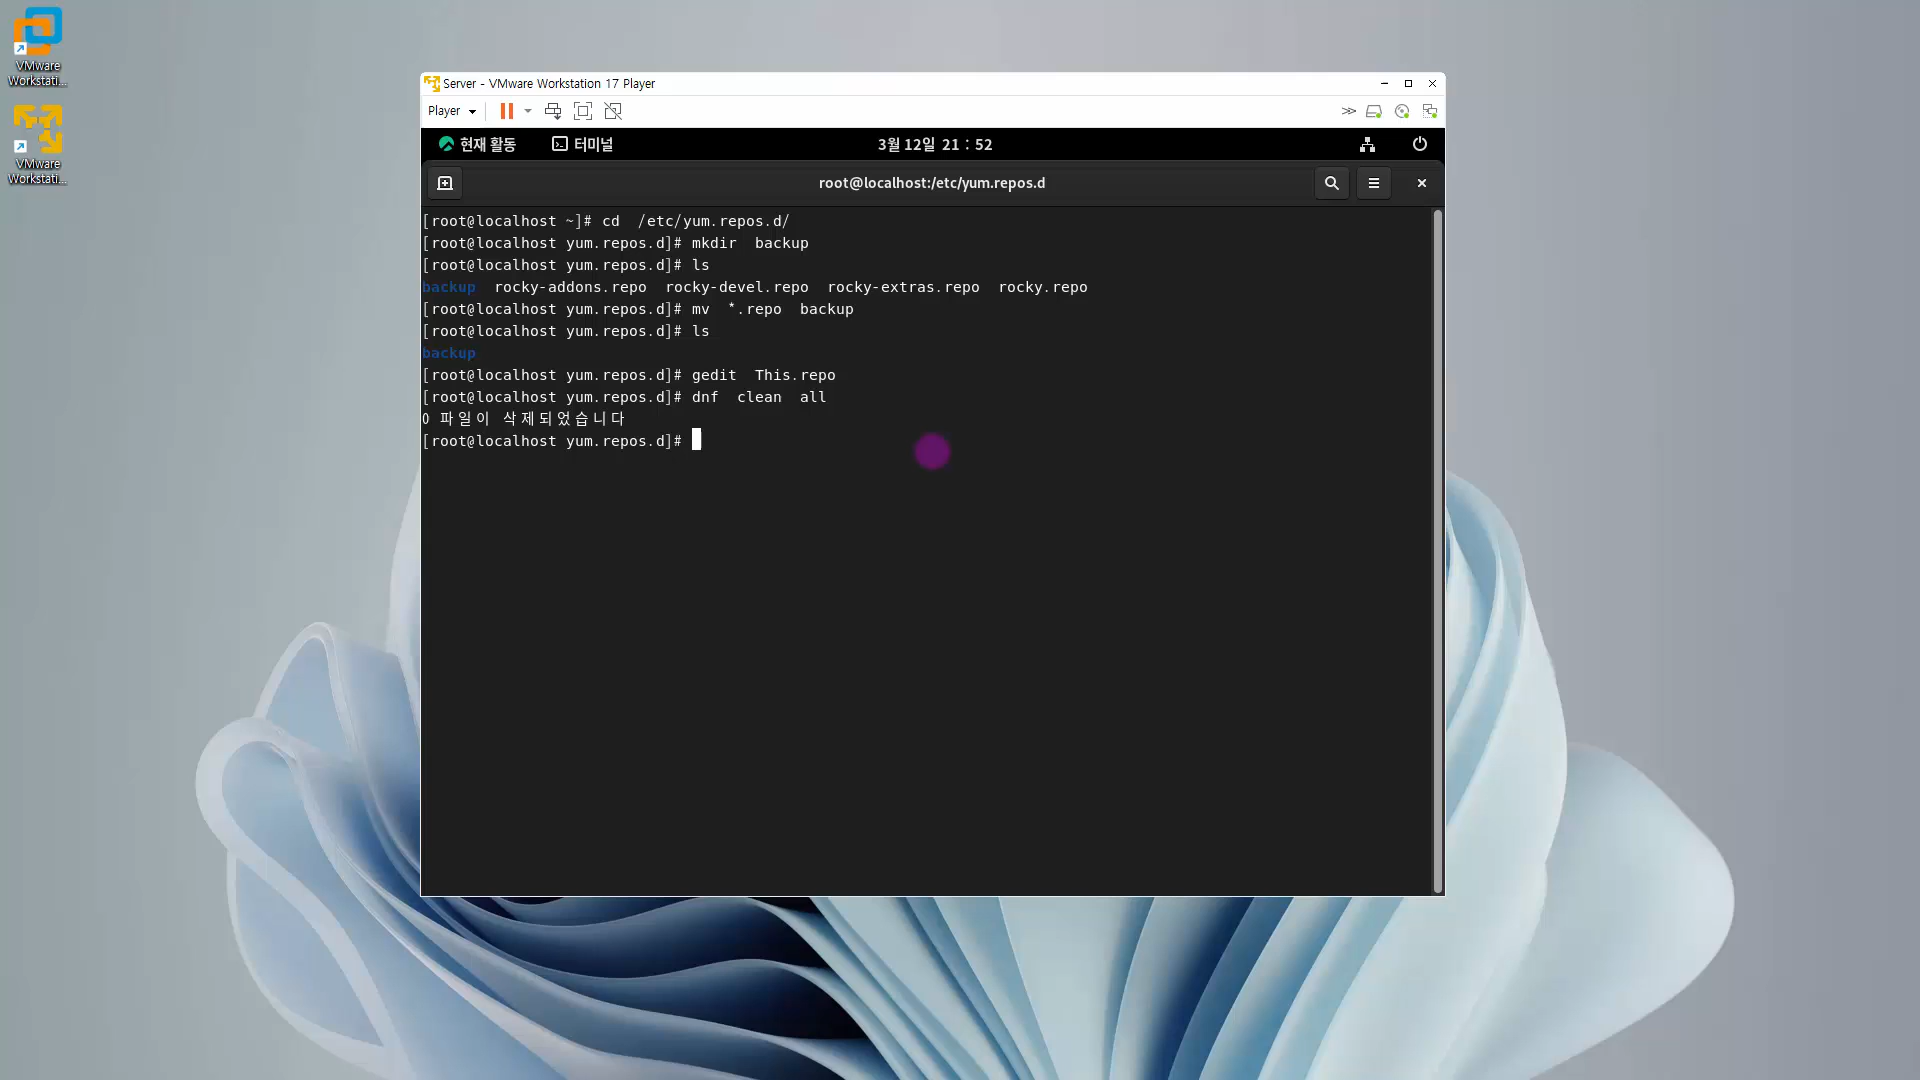 VMware
Workstati...
VMware
Workstati...
Server - VMware Workstation 17 Player
Player
현재 활동
터미널
3월 12일 21 : 52
root@localhost:/etc/yum.repos.d
[root@localhost ~]# cd  /etc/yum.repos.d/
[root@localhost yum.repos.d]# mkdir  backup
[root@localhost yum.repos.d]# ls
backup  rocky-addons.repo  rocky-devel.repo  rocky-extras.repo  rocky.repo
[root@localhost yum.repos.d]# mv  *.repo  backup
[root@localhost yum.repos.d]# ls
backup
[root@localhost yum.repos.d]# gedit  This.repo
[root@localhost yum.repos.d]# dnf  clean  all
0 파일이 삭제되었습니다
[root@localhost yum.repos.d]#